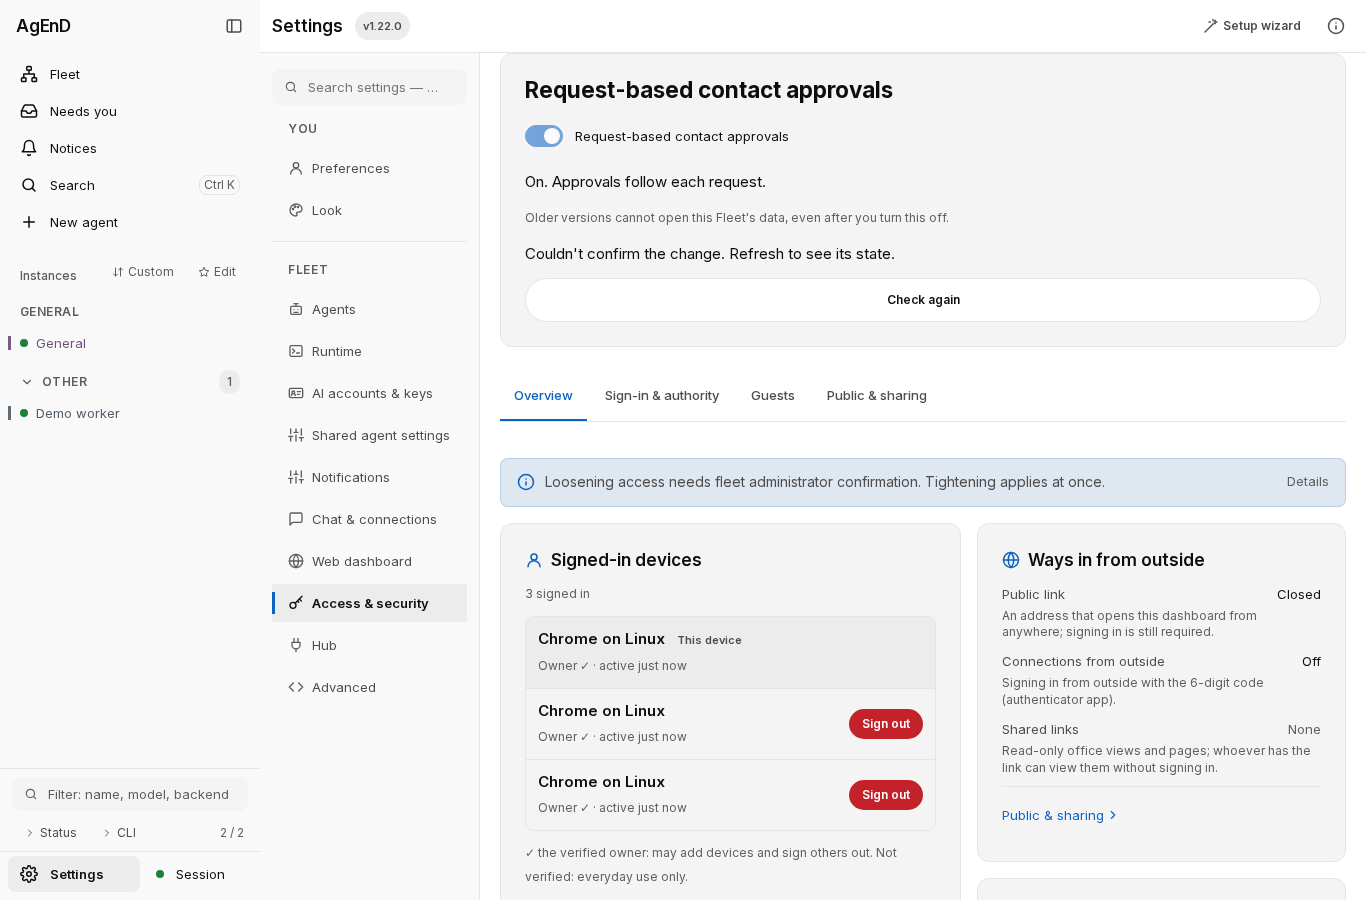 AgEnD
Fleet
Needs you
Notices
Search
Ctrl K
New agent
Instances
Custom
Edit
GENERAL
General
OTHER
1
Demo worker
Filter: name, model, backend
Status
CLI
2 / 2
Settings
Session
Settings
v1.22.0
Setup wizard
Search settings — …
YOU
Preferences
Look
FLEET
Agents
Runtime
AI accounts & keys
Shared agent settings
Notifications
Chat & connections
Web dashboard
Access & security
Hub
Advanced
Request-based contact approvals
Request-based contact approvals
On. Approvals follow each request.
Older versions cannot open this Fleet's data, even after you turn this off.
Couldn't confirm the change. Refresh to see its state.
Check again
Overview
Sign-in & authority
Guests
Public & sharing
Loosening access needs fleet administrator confirmation. Tightening applies at once.
Details
Signed-in devices
3 signed in
Chrome on Linux
This device
Owner ✓ · active just now
Chrome on Linux
Owner ✓ · active just now
Sign out
Chrome on Linux
Owner ✓ · active just now
Sign out
✓ the verified owner: may add devices and sign others out. Not
verified: everyday use only.
Ways in from outside
Public link
Closed
An address that opens this dashboard from
anywhere; signing in is still required.
Connections from outside
Off
Signing in from outside with the 6-digit code
(authenticator app).
Shared links
None
Read-only office views and pages; whoever has the
link can view them without signing in.
Public & sharing